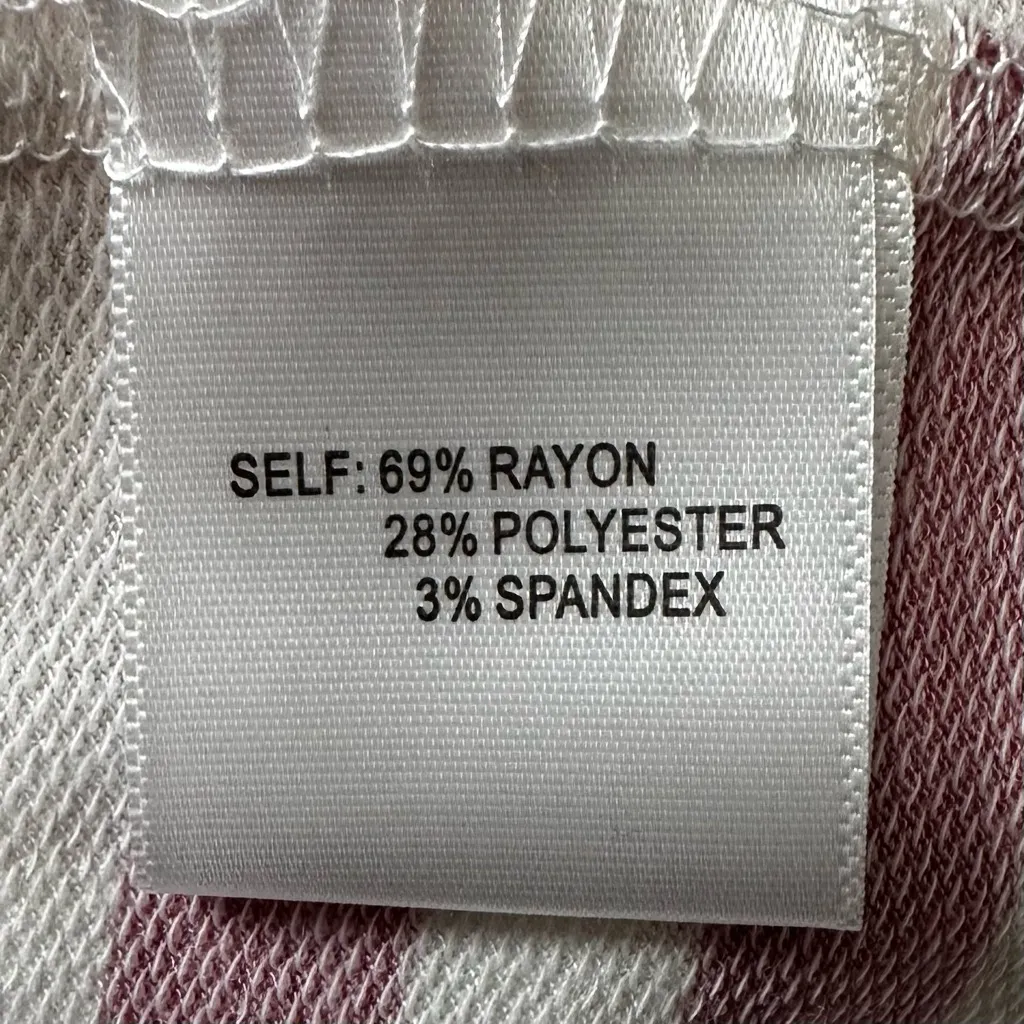 SELF: 69% RAYON
28% POLYESTER
3% SPANDEX